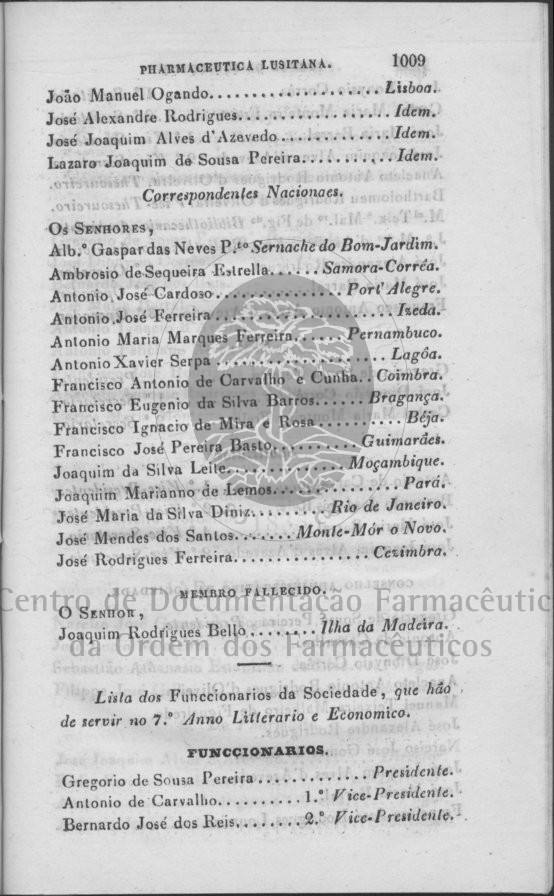 PHARMACEUTICA LUSITANA. 1009
João Manuel Ogando................... Lisboa.
José Alexandre Rodrigues................. Idem.
José Joaquim Alves d'Azevedo............ Idem.
Lazaro Joaquim de Sousa Pereira.......... Idem.
Correspondentes Nacionaes.
Os SENHORES,
Alb.º Gaspar das Neves P.to Sernache do Bom-Jardim.
Ambrosio de Sequeira Estrella...... Samora-Corrêa.
Antonio José Cardoso............... Port'Alegre.
Antonio José Ferreira.................... Izeda.
Antonio Maria Marques Ferreira...... Pernambuco.
Antonio Xavier Serpa ................... Lagôa.
Francisco Antonio de Carvalho e Cunha.. Coimbra.
Francisco Eugenio da Silva Barros...... Bragança.
Francisco Ignacio de Mira e Rosa.......... Béja.
Francisco José Pereira Basto.......... Guimarães.
Joaquim da Silva Leite............. Moçambique.
Joaquim Marianno de Lemos.............. Pará.
José Maria da Silva Diniz......... Rio de Janeiro.
José Mendes dos Santos....... Monte-Mór o Novo.
José Rodrigues Ferreira............... Cezimbra.
MEMBRO FALLECIDO.
O SENHOR,
Centro de Documentação Farmacêutic
Joaquim Rodrigues Bello........ Ilha da Madeira.
da Ordem dos Farmacêuticos
Lista dos Funccionarios da Sociedade, que hão
de servir no 7.º Anno Litterario e Economico.
FUNCCIONARIOS.
Gregorio de Sousa Pereira ............. Presidente.
Antonio de Carvalho.......... 1.º Vice-Presidente.
Bernardo José dos Reis........ 2.º Vice-Presidente.